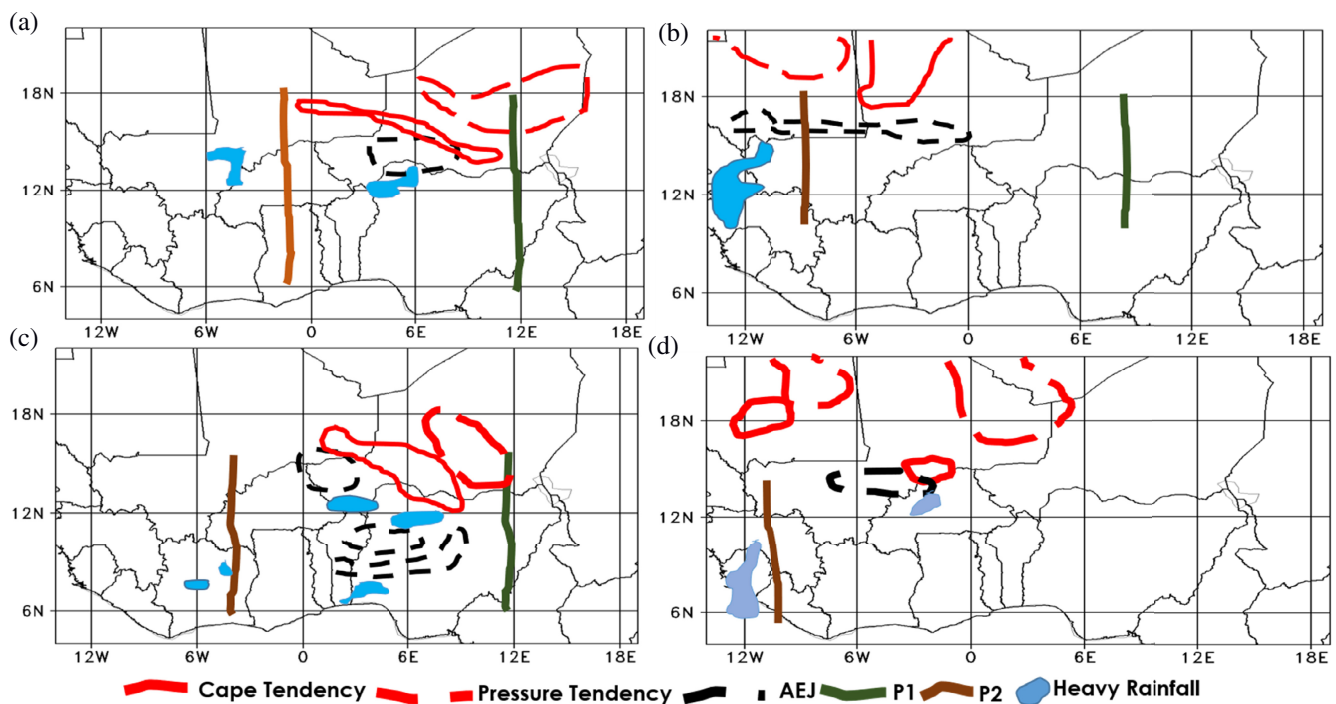 (a)
18N
12N
6N
12W 6W 0 6E 12E 18E
(b)
18N
12N
6N
12W 6W 0 6E 12E 18E
(c)
18N
12N
6N
12W 6W 0 6E 12E 18E
(d)
18N
12N
6N
12W 6W 0 6E 12E 18E
Cape Tendency Pressure Tendency AEJ P1 P2 Heavy Rainfall